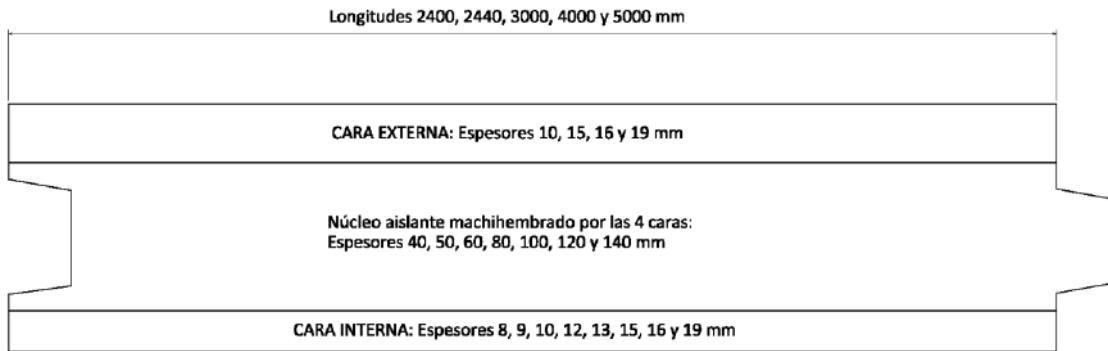 Longitudes 2400, 2440, 3000, 4000 y 5000 mm
CARA EXTERNA: Espesores 10, 15, 16 y 19 mm
Núcleo aislante machihembrado por las 4 caras:
Espesores 40, 50, 60, 80, 100, 120 y 140 mm
CARA INTERNA: Espesores 8, 9, 10, 12, 13, 15, 16 y 19 mm